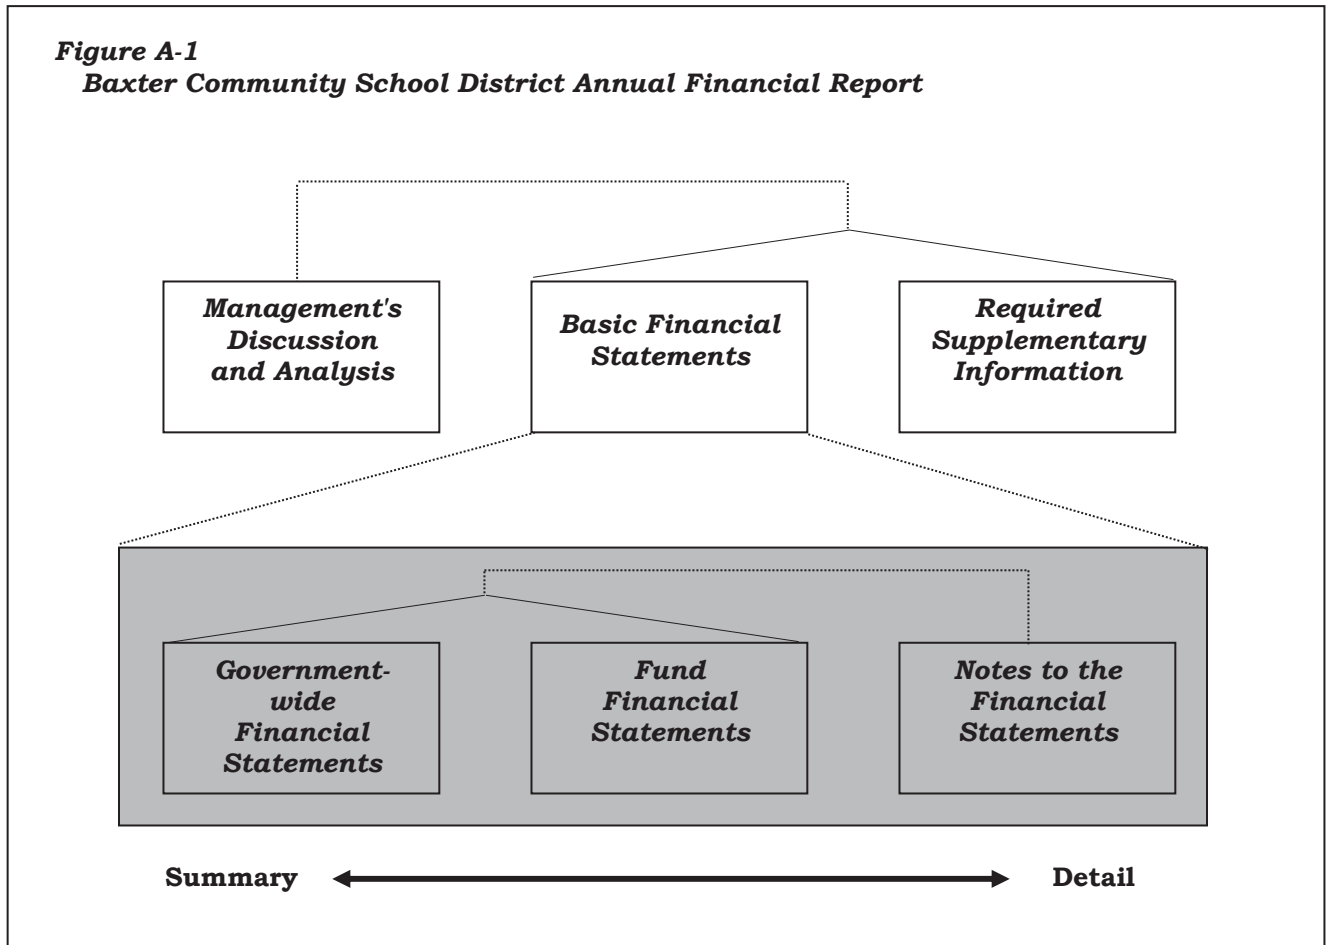 Figure A-1
Baxter Community School District Annual Financial Report
Management's
Discussion
and Analysis
Basic Financial
Statements
Required
Supplementary
Information
Government-
wide
Financial
Statements
Fund
Financial
Statements
Notes to the
Financial
Statements
Summary
Detail